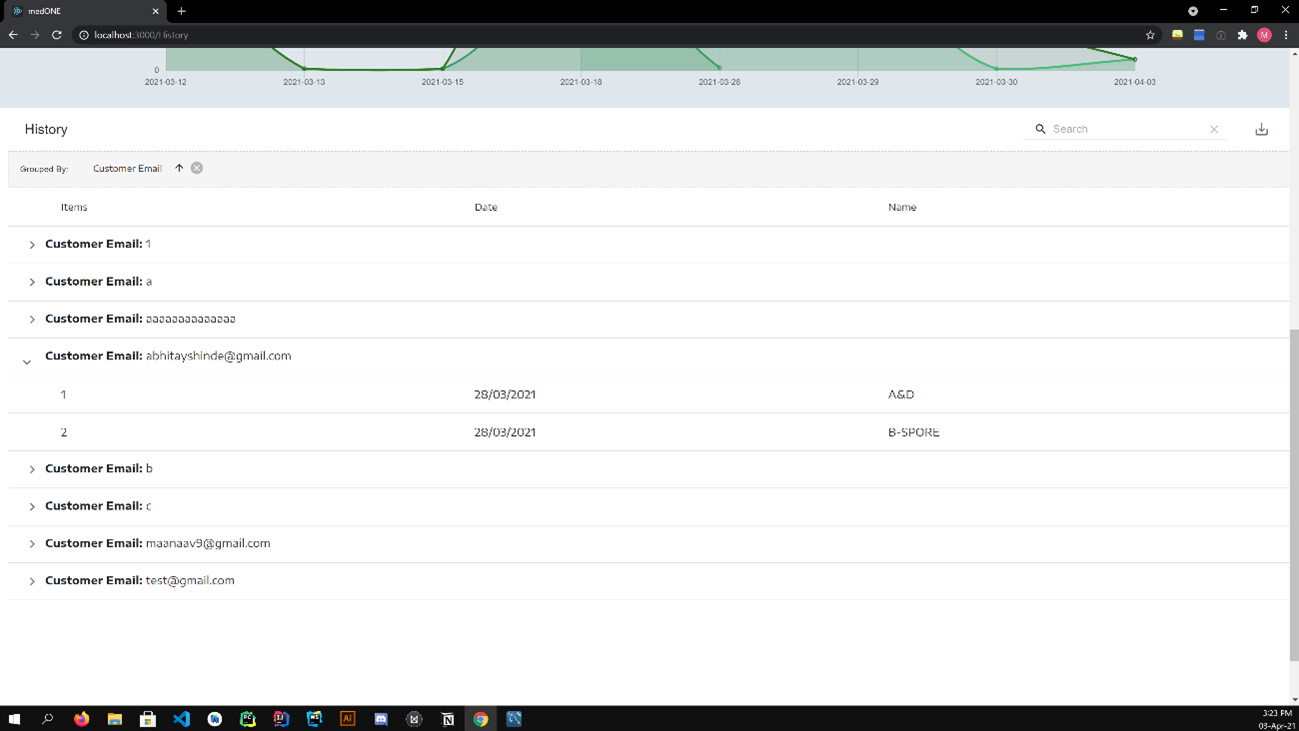 medONE
localhost:3000/History
0
2021-03-12 2021-03-13 2021-03-15 2021-03-18 2021-03-28 2021-03-29 2021-03-30 2021-04-03
History Search
Grouped By: Customer Email
Items Date Name
Customer Email: 1
Customer Email: a
Customer Email: aaaaaaaaaaaaaa
Customer Email: abhitayshinde@gmail.com
1 28/03/2021 A&D
2 28/03/2021 B-SPORE
Customer Email: b
Customer Email: c
Customer Email: maanaav9@gmail.com
Customer Email: test@gmail.com
M
PC
IJ
WS
Ai
3:23 PM
03-Apr-21